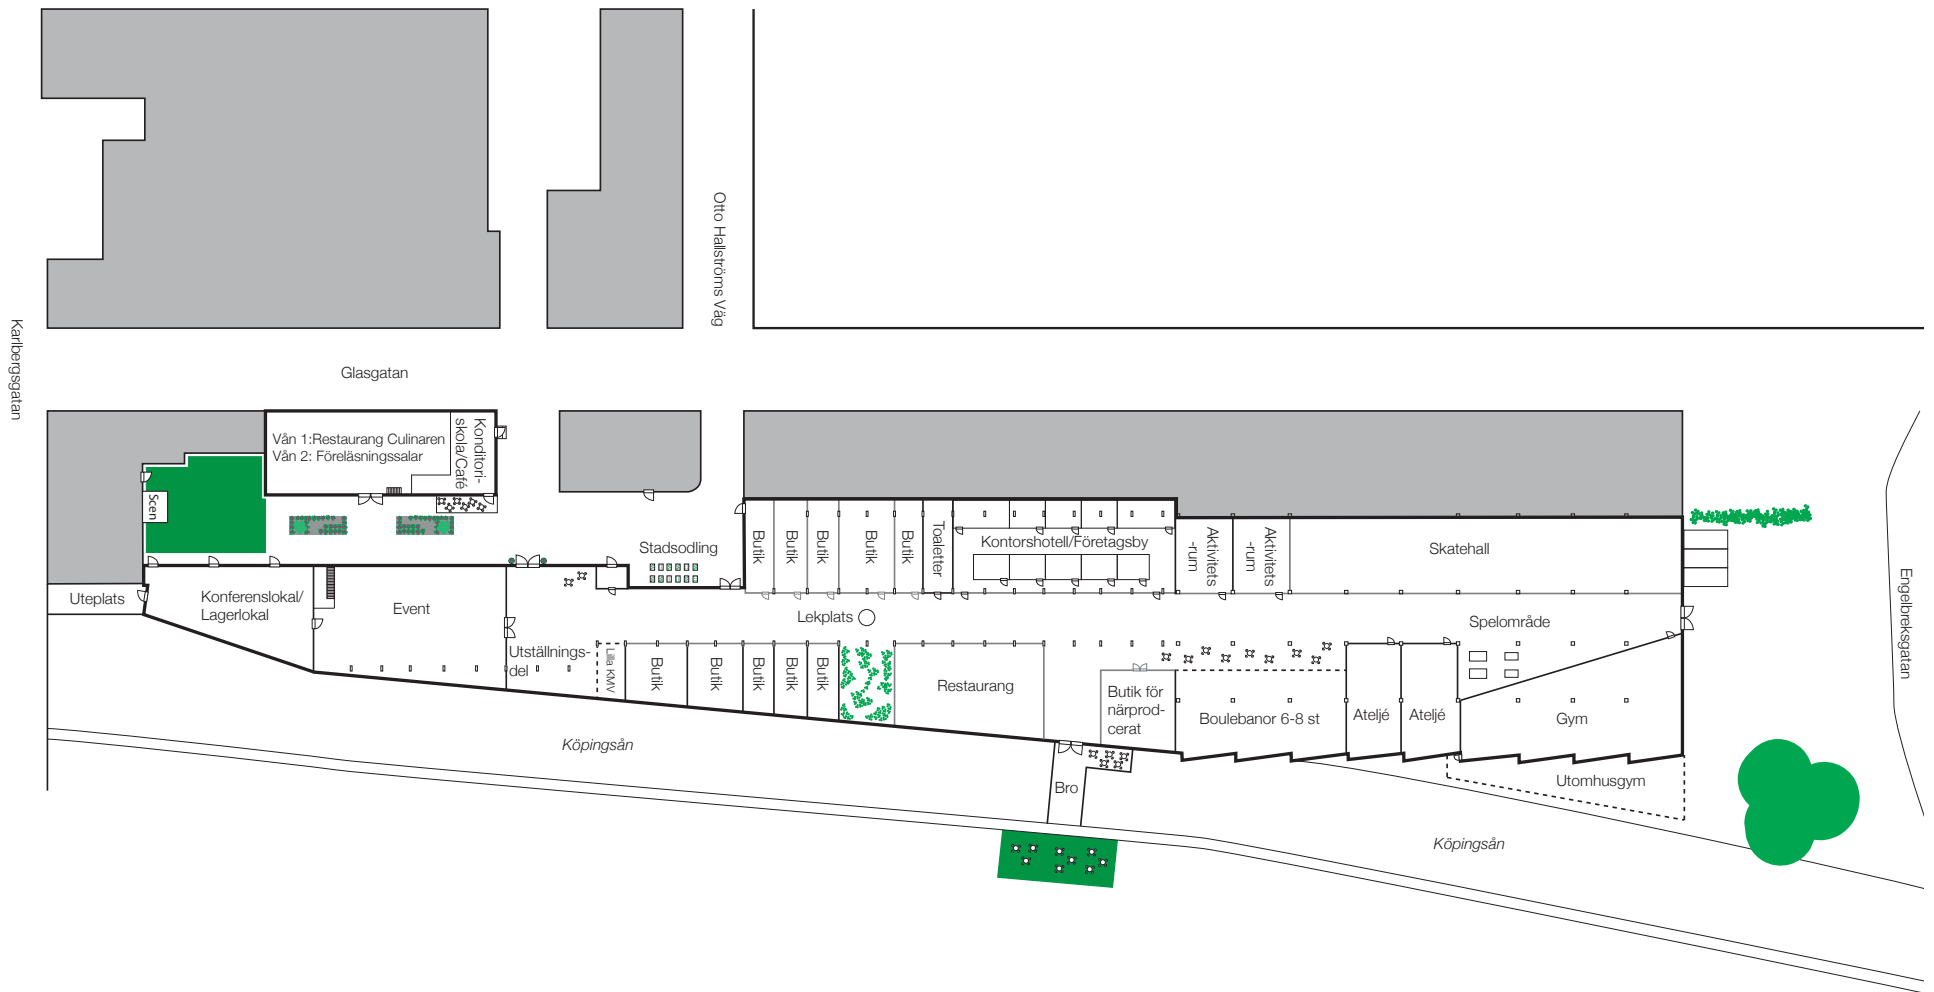 Otto Hallströms Väg
Karlbergsgatan
Glasgatan
Vån 1:Restaurang Culinaren
Vån 2: Föreläsningssalar
Konditori-
skola/Café
Scen
Stadsodling
Butik
Butik
Butik
Butik
Butik
Toaletter
Kontorshotell/Företagsby
Aktivitets
-rum
Aktivitets
-rum
Skatehall
Engelbreksgatan
Uteplats
Konferenslokal/
Lagerlokal
Event
Lekplats
Spelområde
Utställnings-
del
Lilla KMV
Butik
Butik
Butik
Butik
Butik
Restaurang
Butik för
närprod-
cerat
Boulebanor 6-8 st
Ateljé
Ateljé
Gym
Köpingsån
Bro
Utomhusgym
Köpingsån